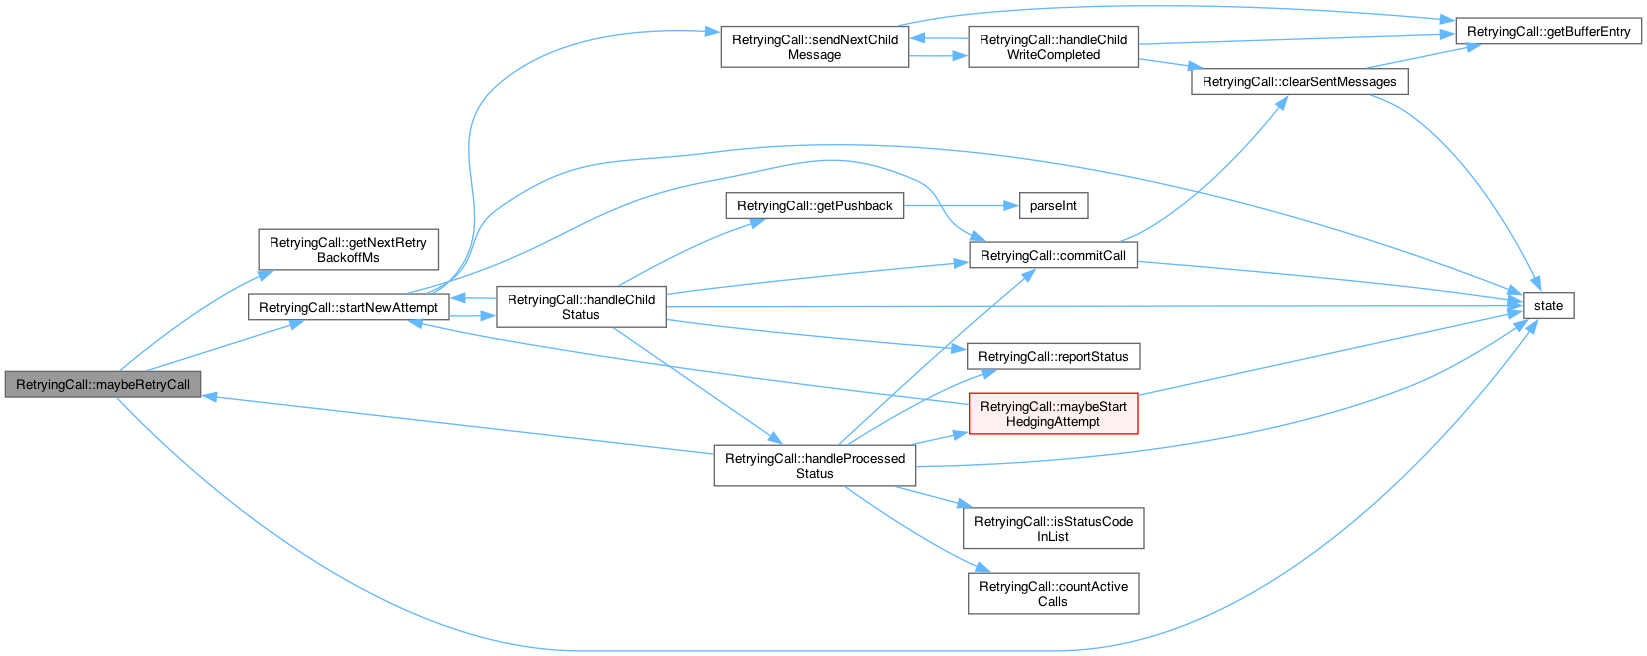 RetryingCall::sendNextChild
Message
RetryingCall::handleChild
WriteCompleted
RetryingCall::getBufferEntry
RetryingCall::clearSentMessages
RetryingCall::getPushback
parseInt
RetryingCall::getNextRetry
BackoffMs
RetryingCall::commitCall
RetryingCall::startNewAttempt
RetryingCall::handleChild
Status
state
RetryingCall::reportStatus
RetryingCall::maybeRetryCall
RetryingCall::maybeStart
HedgingAttempt
RetryingCall::handleProcessed
Status
RetryingCall::isStatusCode
InList
RetryingCall::countActive
Calls